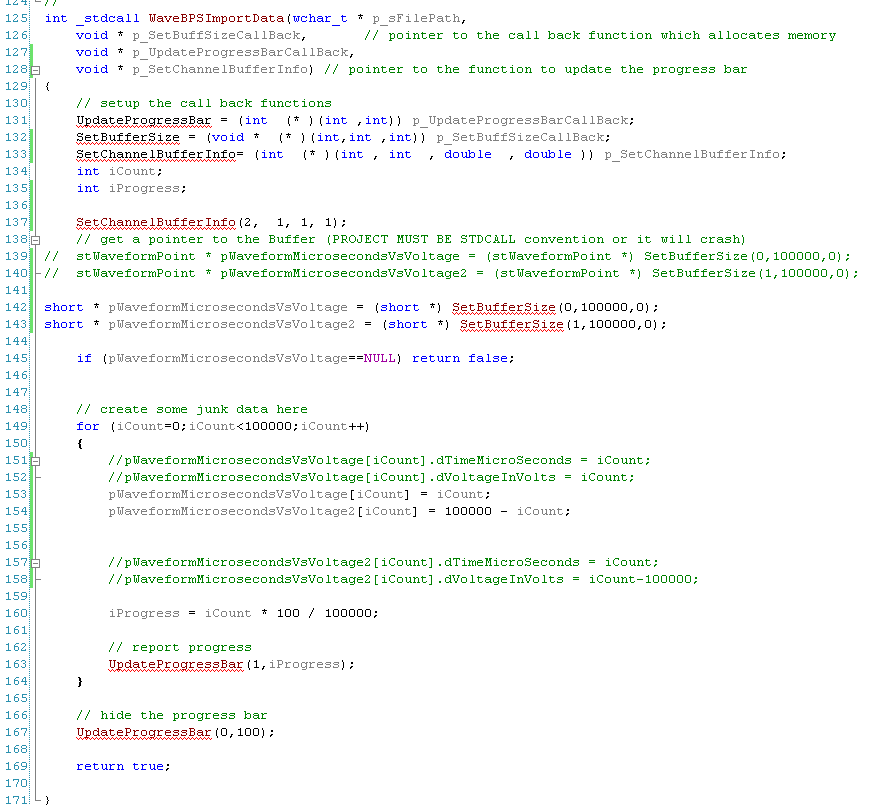 124 //
125 int _stdcall WaveBPSImportData(wchar_t * p_sFilePath,
126     void * p_SetBuffSizeCallBack,       // pointer to the call back function which allocates memory
127     void * p_UpdateProgressBarCallBack,
128     void * p_SetChannelBufferInfo) // pointer to the function to update the progress bar
129 {
130     // setup the call back functions
131     UpdateProgressBar = (int  (* )(int ,int)) p_UpdateProgressBarCallBack;
132     SetBufferSize = (void *  (* )(int,int ,int)) p_SetBuffSizeCallBack;
133     SetChannelBufferInfo= (int  (* )(int , int  , double  , double )) p_SetChannelBufferInfo;
134     int iCount;
135     int iProgress;
136
137     SetChannelBufferInfo(2,  1, 1, 1);
138     // get a pointer to the Buffer (PROJECT MUST BE STDCALL convention or it will crash)
139 //  stWaveformPoint * pWaveformMicrosecondsVsVoltage = (stWaveformPoint *) SetBufferSize(0,100000,0);
140 //  stWaveformPoint * pWaveformMicrosecondsVsVoltage2 = (stWaveformPoint *) SetBufferSize(1,100000,0);
141
142 short * pWaveformMicrosecondsVsVoltage = (short *) SetBufferSize(0,100000,0);
143 short * pWaveformMicrosecondsVsVoltage2 = (short *) SetBufferSize(1,100000,0);
144
145     if (pWaveformMicrosecondsVsVoltage==NULL) return false;
146
147
148     // create some junk data here
149     for (iCount=0;iCount<100000;iCount++)
150     {
151         //pWaveformMicrosecondsVsVoltage[iCount].dTimeMicroSeconds = iCount;
152         //pWaveformMicrosecondsVsVoltage[iCount].dVoltageInVolts = iCount;
153         pWaveformMicrosecondsVsVoltage[iCount] = iCount;
154         pWaveformMicrosecondsVsVoltage2[iCount] = 100000 - iCount;
155
156
157         //pWaveformMicrosecondsVsVoltage2[iCount].dTimeMicroSeconds = iCount;
158         //pWaveformMicrosecondsVsVoltage2[iCount].dVoltageInVolts = iCount-100000;
159
160         iProgress = iCount * 100 / 100000;
161
162         // report progress
163         UpdateProgressBar(1,iProgress);
164     }
165
166     // hide the progress bar
167     UpdateProgressBar(0,100);
168
169     return true;
170
171 }